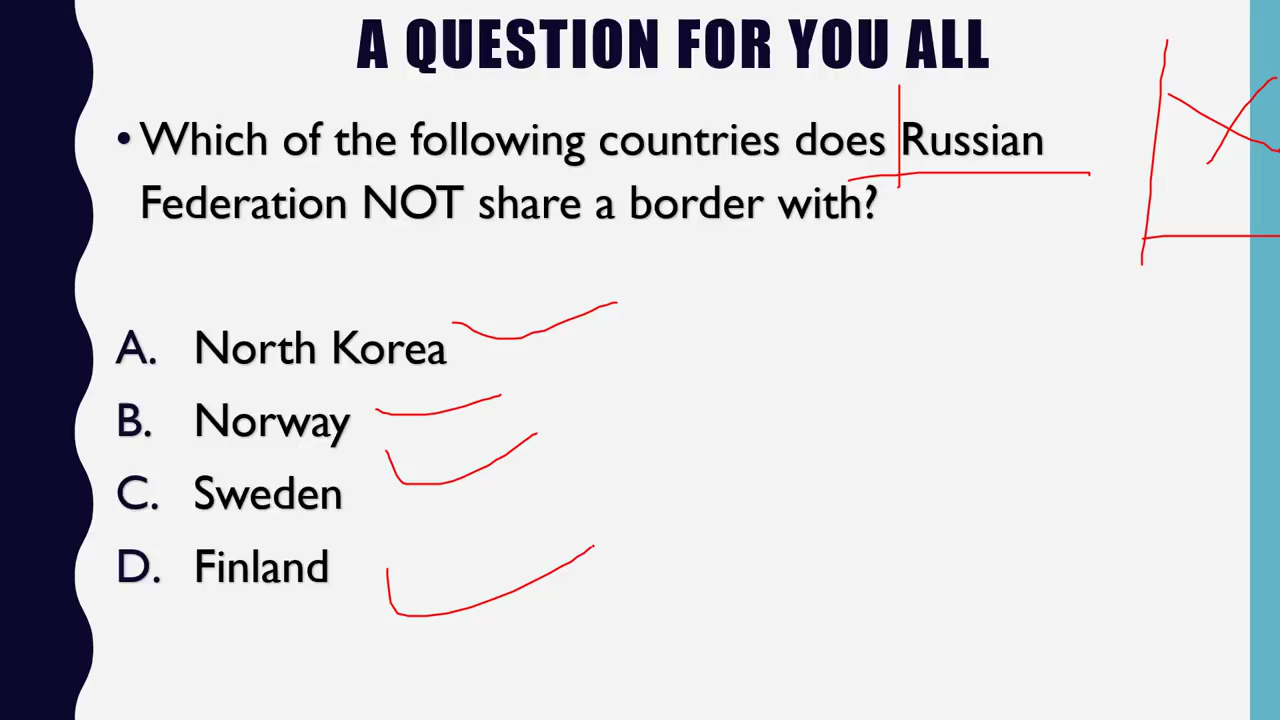 A QUESTION FOR YOU ALL
• Which of the following countries does Russian
Federation NOT share a border with?
A. North Korea
B. Norway
C. Sweden
D. Finland